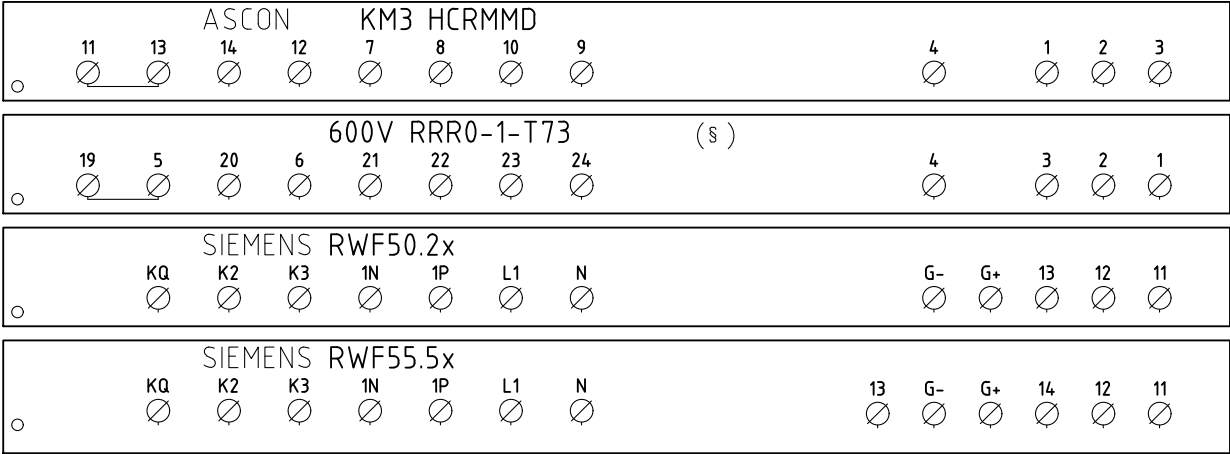 ASCON KM3 HCRMMD
11 13 14 12 7 8 10 9 4 1 2 3
600V RRR0-1-T73 (§)
19 5 20 6 21 22 23 24 4 3 2 1
SIEMENS RWF50.2x
KQ K2 K3 1N 1P L1 N G- G+ 13 12 11
SIEMENS RWF55.5x
KQ K2 K3 1N 1P L1 N 13 G- G+ 14 12 11